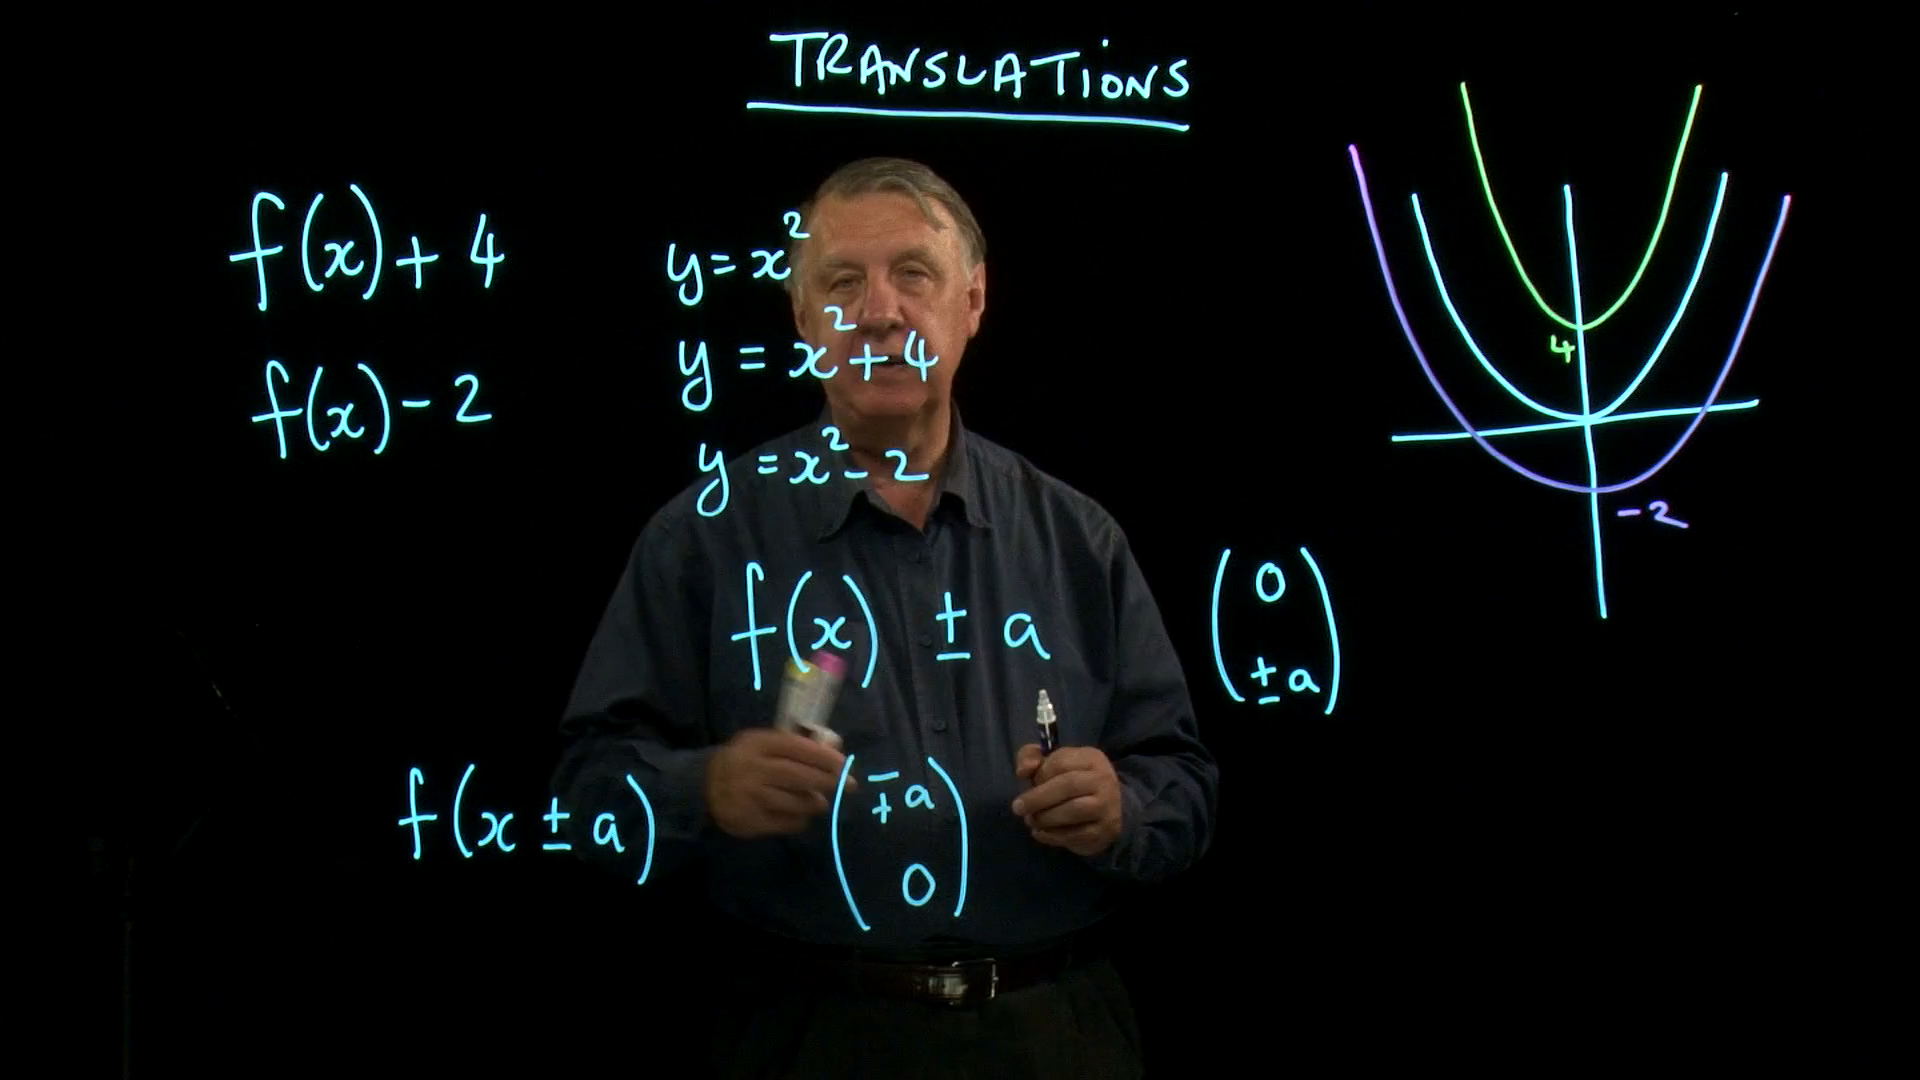 TRANSLATIONS
f(x) + 4
y = x²
f(x) - 2
y = x² + 4
y = x² - 2
4
-2
f(x) ± a
(0
±a)
f(x ± a)
(∓a
0)